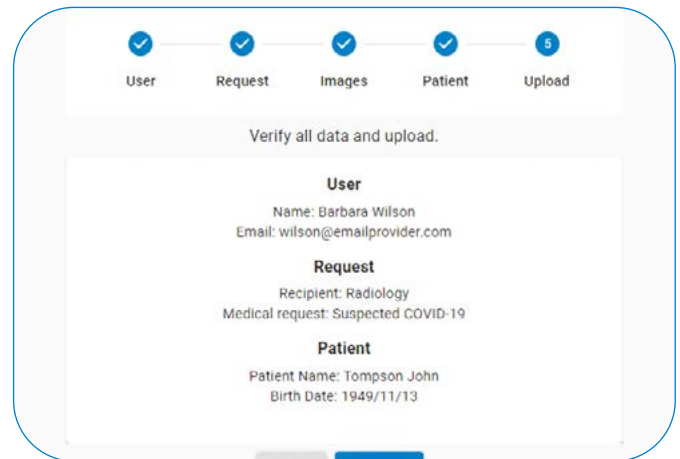 5
User Request Images Patient Upload
Verify all data and upload.
User
Name: Barbara Wilson
Email: wilson@emailprovider.com
Request
Recipient: Radiology
Medical request: Suspected COVID-19
Patient
Patient Name: Tompson John
Birth Date: 1949/11/13